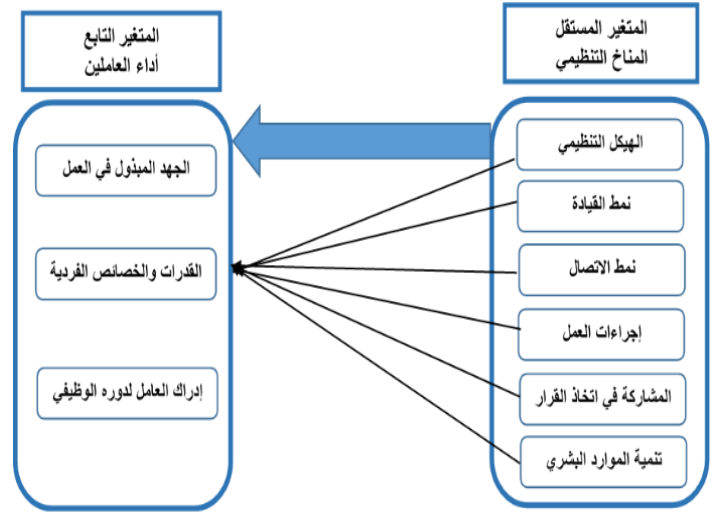 المتغير المستقل
المناخ التنظيمي
الهيكل التنظيمي
نمط القيادة
نمط الاتصال
إجراءات العمل
المشاركة في اتخاذ القرار
تنمية الموارد البشري
المتغير التابع
أداء العاملين
الجهد المبذول في العمل
القدرات والخصائص الفردية
إدراك العامل لدوره الوظيفي